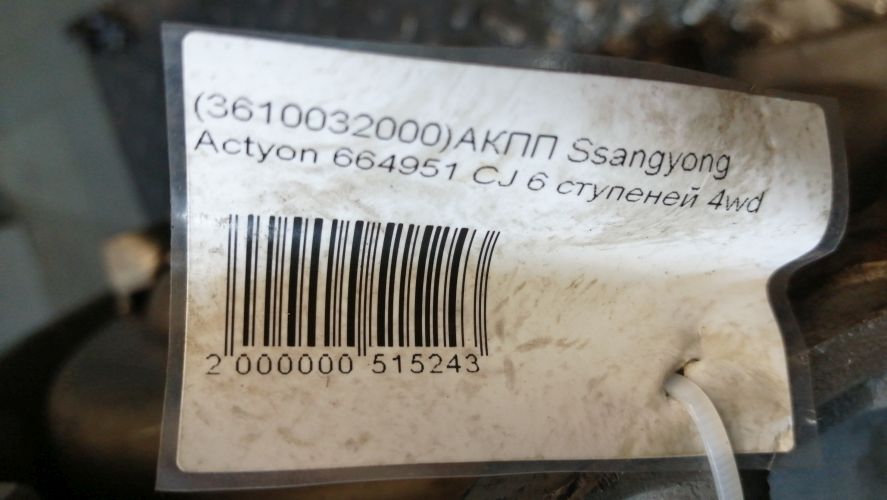 (3610032000)АКПП Ssangyong
Actyon 664951 CJ 6 ступеней 4wd
2 000000 515243